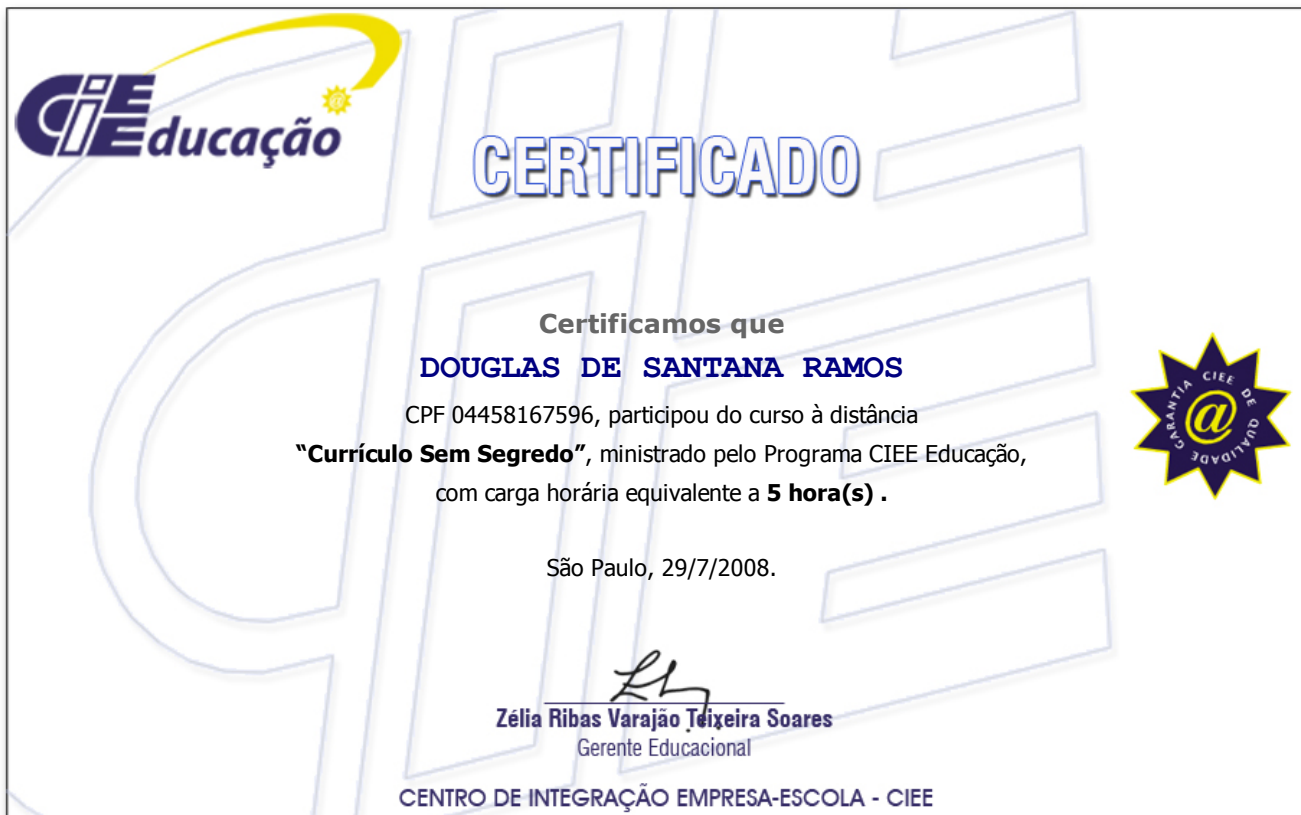 CIEE Educação
CERTIFICADO
Certificamos que
DOUGLAS DE SANTANA RAMOS
CPF 04458167596, participou do curso à distância
“Currículo Sem Segredo”, ministrado pelo Programa CIEE Educação,
com carga horária equivalente a 5 hora(s) .
GARANTIA CIEE DE QUALIDADE
@
São Paulo, 29/7/2008.
Zélia Ribas Varajão Teixeira Soares
Gerente Educacional
CENTRO DE INTEGRAÇÃO EMPRESA-ESCOLA - CIEE